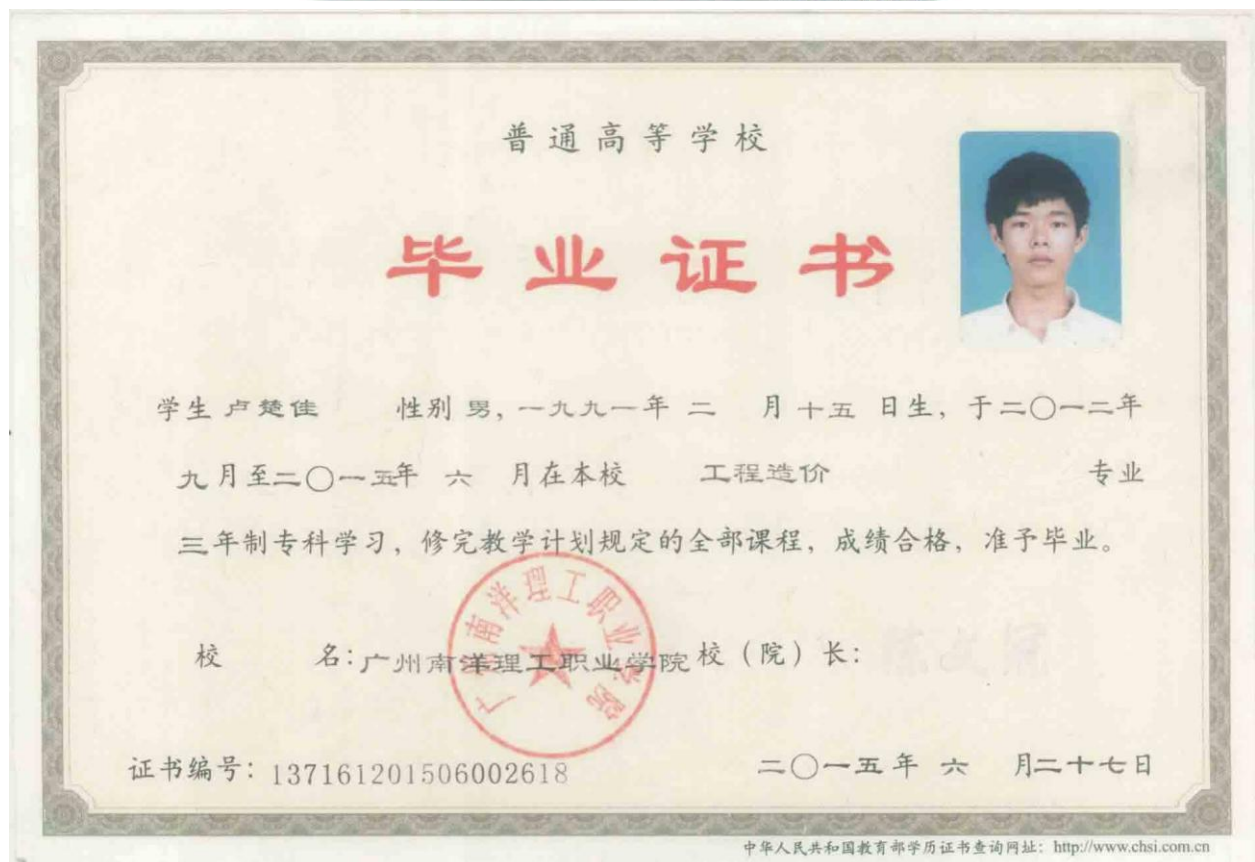 普通高等学校
毕业证书
学生 卢楚佳 性别 男, 一九九一年 二 月 十五 日生, 于二〇一二年
九月至二〇一五年 六 月在本校 工程造价 专业
三年制专科学习, 修完教学计划规定的全部课程, 成绩合格, 准予毕业。
广州南洋理工职业学院
校 名: 广州南洋理工职业学院 校 (院) 长:
证书编号: 137161201506002618 二〇一五年 六 月二十七日
中华人民共和国教育部学历证书查询网址: http://www.chsi.com.cn